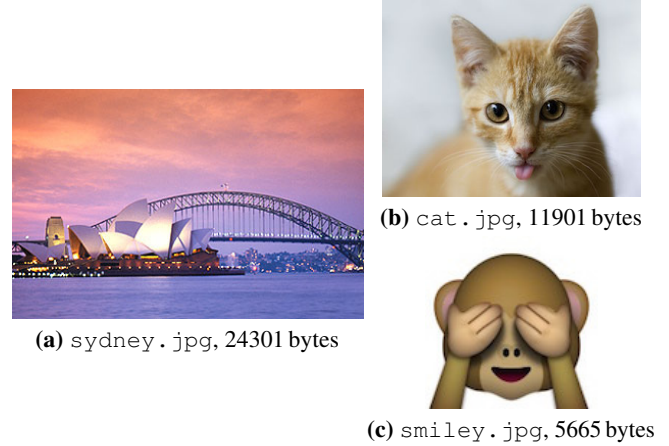 (a) sydney.jpg, 24301 bytes
(b) cat.jpg, 11901 bytes
(c) smiley.jpg, 5665 bytes